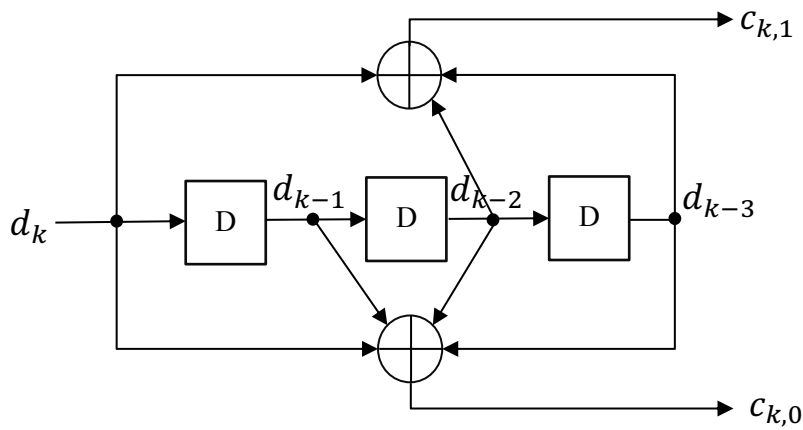 c_{k,1}
d_k
D
d_{k-1}
D
d_{k-2}
D
d_{k-3}
c_{k,0}